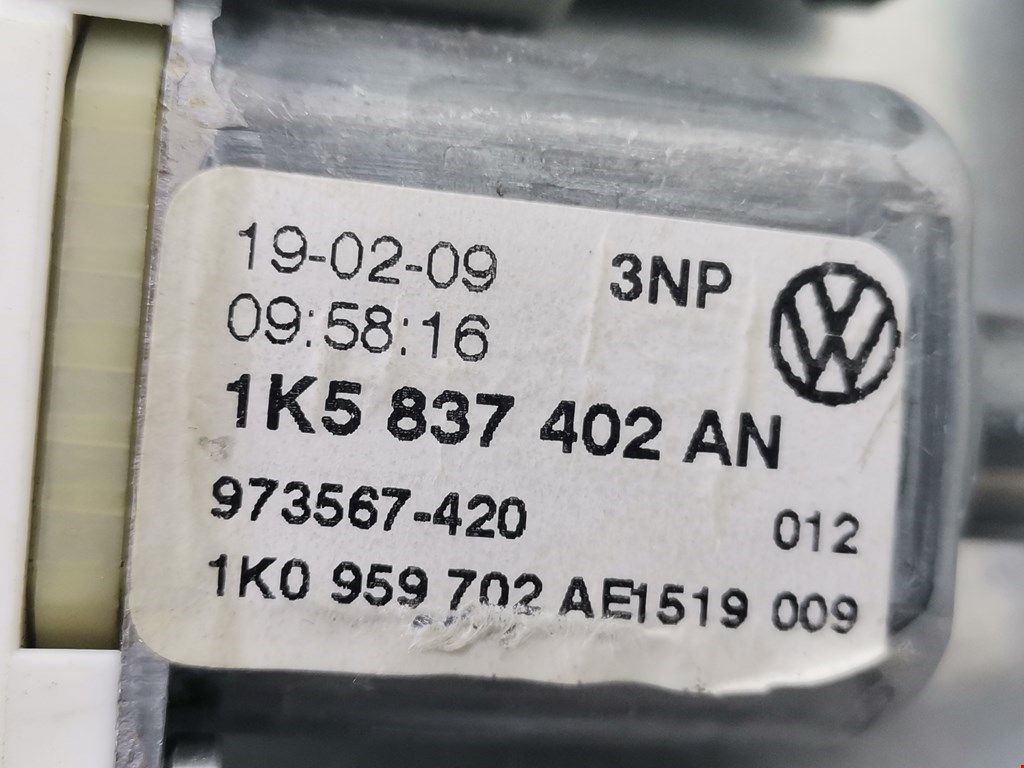 19-02-09 3NP
09:58:16
1K5 837 402 AN
973567-420 012
1K0 959 702 AE1519 009